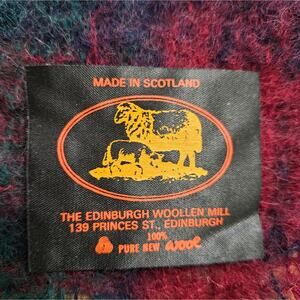 MADE IN SCOTLAND
THE EDINBURGH WOOLLEN MILL
139 PRINCES ST., EDINBURGH
100%
PURE NEW wool